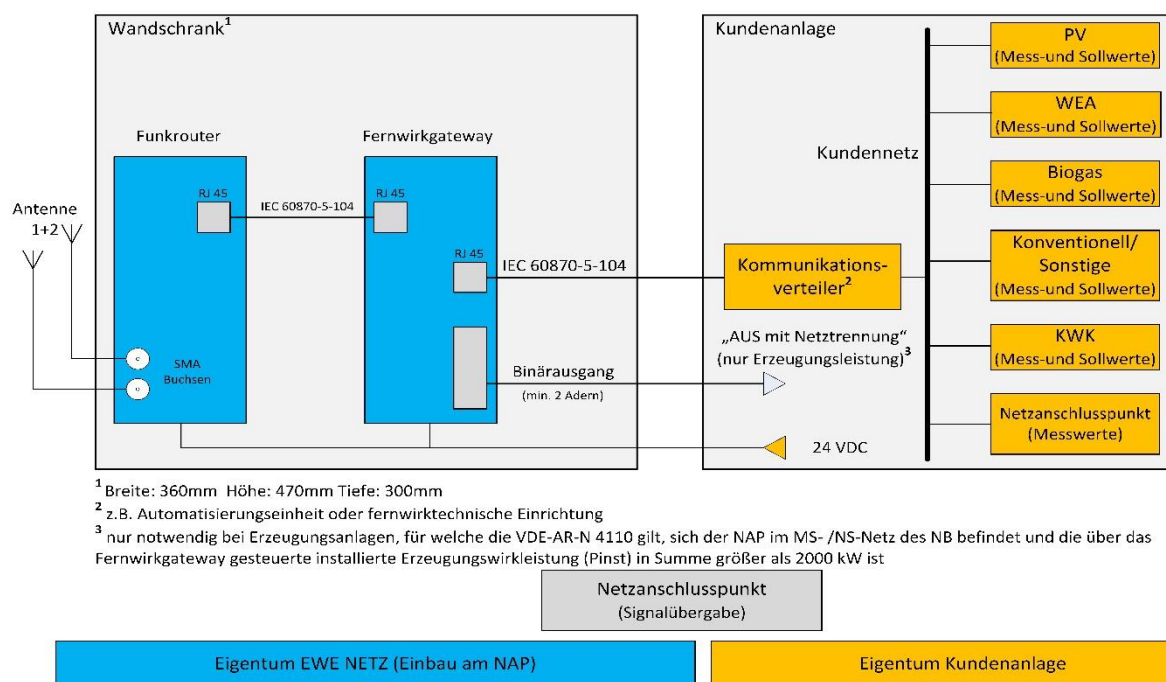 Wandschrank¹
Funkrouter
Fernwirkgateway
RJ 45
IEC 60870-5-104
RJ 45
Antenne
1+2
RJ 45
IEC 60870-5-104
SMA
Buchsen
Binärausgang
(min. 2 Adern)
Kundenanlage
Kundennetz
Kommunikations-
verteiler²
„AUS mit Netztrennung“
(nur Erzeugungsleistung)³
24 VDC
PV
(Mess-und Sollwerte)
WEA
(Mess-und Sollwerte)
Biogas
(Mess-und Sollwerte)
Konventionell/
Sonstige
(Mess-und Sollwerte)
KWK
(Mess-und Sollwerte)
Netzanschlusspunkt
(Messwerte)
¹ Breite: 360mm Höhe: 470mm Tiefe: 300mm
² z.B. Automatisierungseinheit oder fernwirktechnische Einrichtung
³ nur notwendig bei Erzeugungsanlagen, für welche die VDE-AR-N 4110 gilt, sich der NAP im MS- /NS-Netz des NB befindet und die über das
Fernwirkgateway gesteuerte installierte Erzeugungswirkleistung (Pinst) in Summe größer als 2000 kW ist
Netzanschlusspunkt
(Signalübergabe)
Eigentum EWE NETZ (Einbau am NAP)
Eigentum Kundenanlage